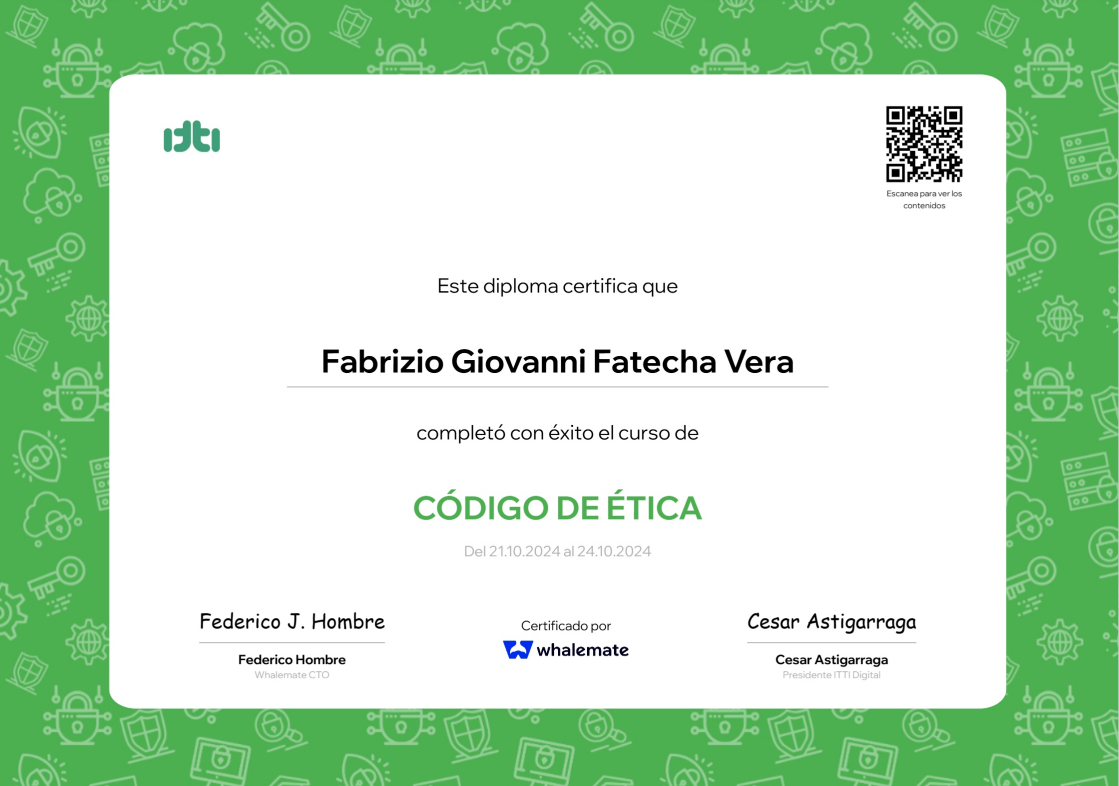 itti
Escanea para ver los
contenidos
Este diploma certifica que
Fabrizio Giovanni Fatecha Vera
completó con éxito el curso de
CÓDIGO DE ÉTICA
Del 21.10.2024 al 24.10.2024
Federico J. Hombre
Federico Hombre
Whalemate CTO
Certificado por
whalemate
Cesar Astigarraga
Cesar Astigarraga
Presidente ITTI Digital